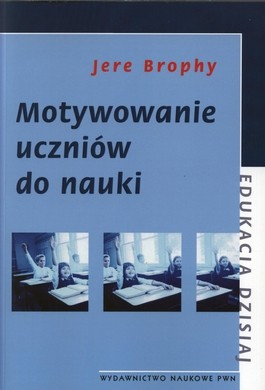 Jere Brophy
Motywowanie
uczniów
do nauki
EDUKACJA DZISIAJ
WYDAWNICTWO NAUKOWE PWN